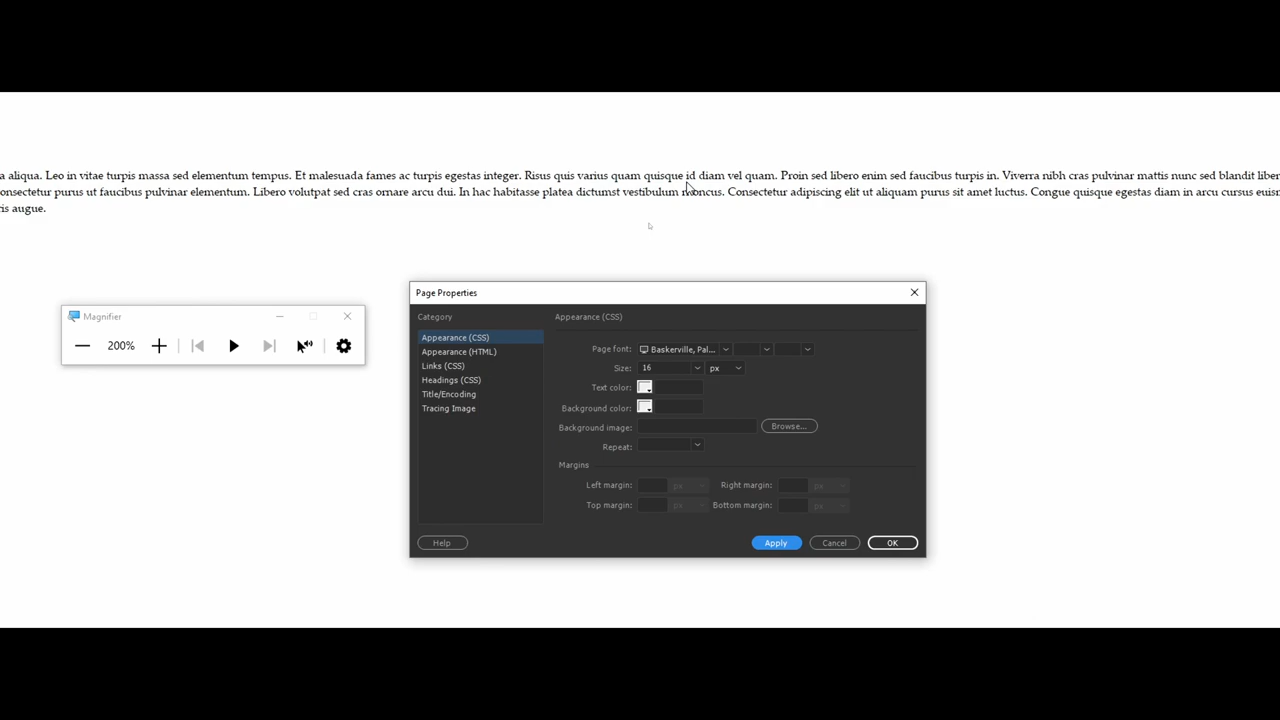 a aliqua. Leo in vitae turpis massa sed elementum tempus. Et malesuada fames ac turpis egestas integer. Risus quis varius quam quisque id diam vel quam. Proin sed libero enim sed faucibus turpis in. Viverra nibh cras pulvinar mattis nunc sed blandit liber
onsectetur purus ut faucibus pulvinar elementum. Libero volutpat sed cras ornare arcu dui. In hac habitasse platea dictumst vestibulum rhoncus. Consectetur adipiscing elit ut aliquam purus sit amet luctus. Congue quisque egestas diam in arcu cursus euism
ris augue.
Page Properties
Category
Appearance (CSS)
Appearance (HTML)
Links (CSS)
Headings (CSS)
Title/Encoding
Tracing Image
Appearance (CSS)
Page font: Baskerville, Pal...
Size: 16 px
Text color:
Background color:
Background image: Browse...
Repeat:
Margins
Left margin: px Right margin: px
Top margin: px Bottom margin: px
Help Apply Cancel OK
Magnifier
200%